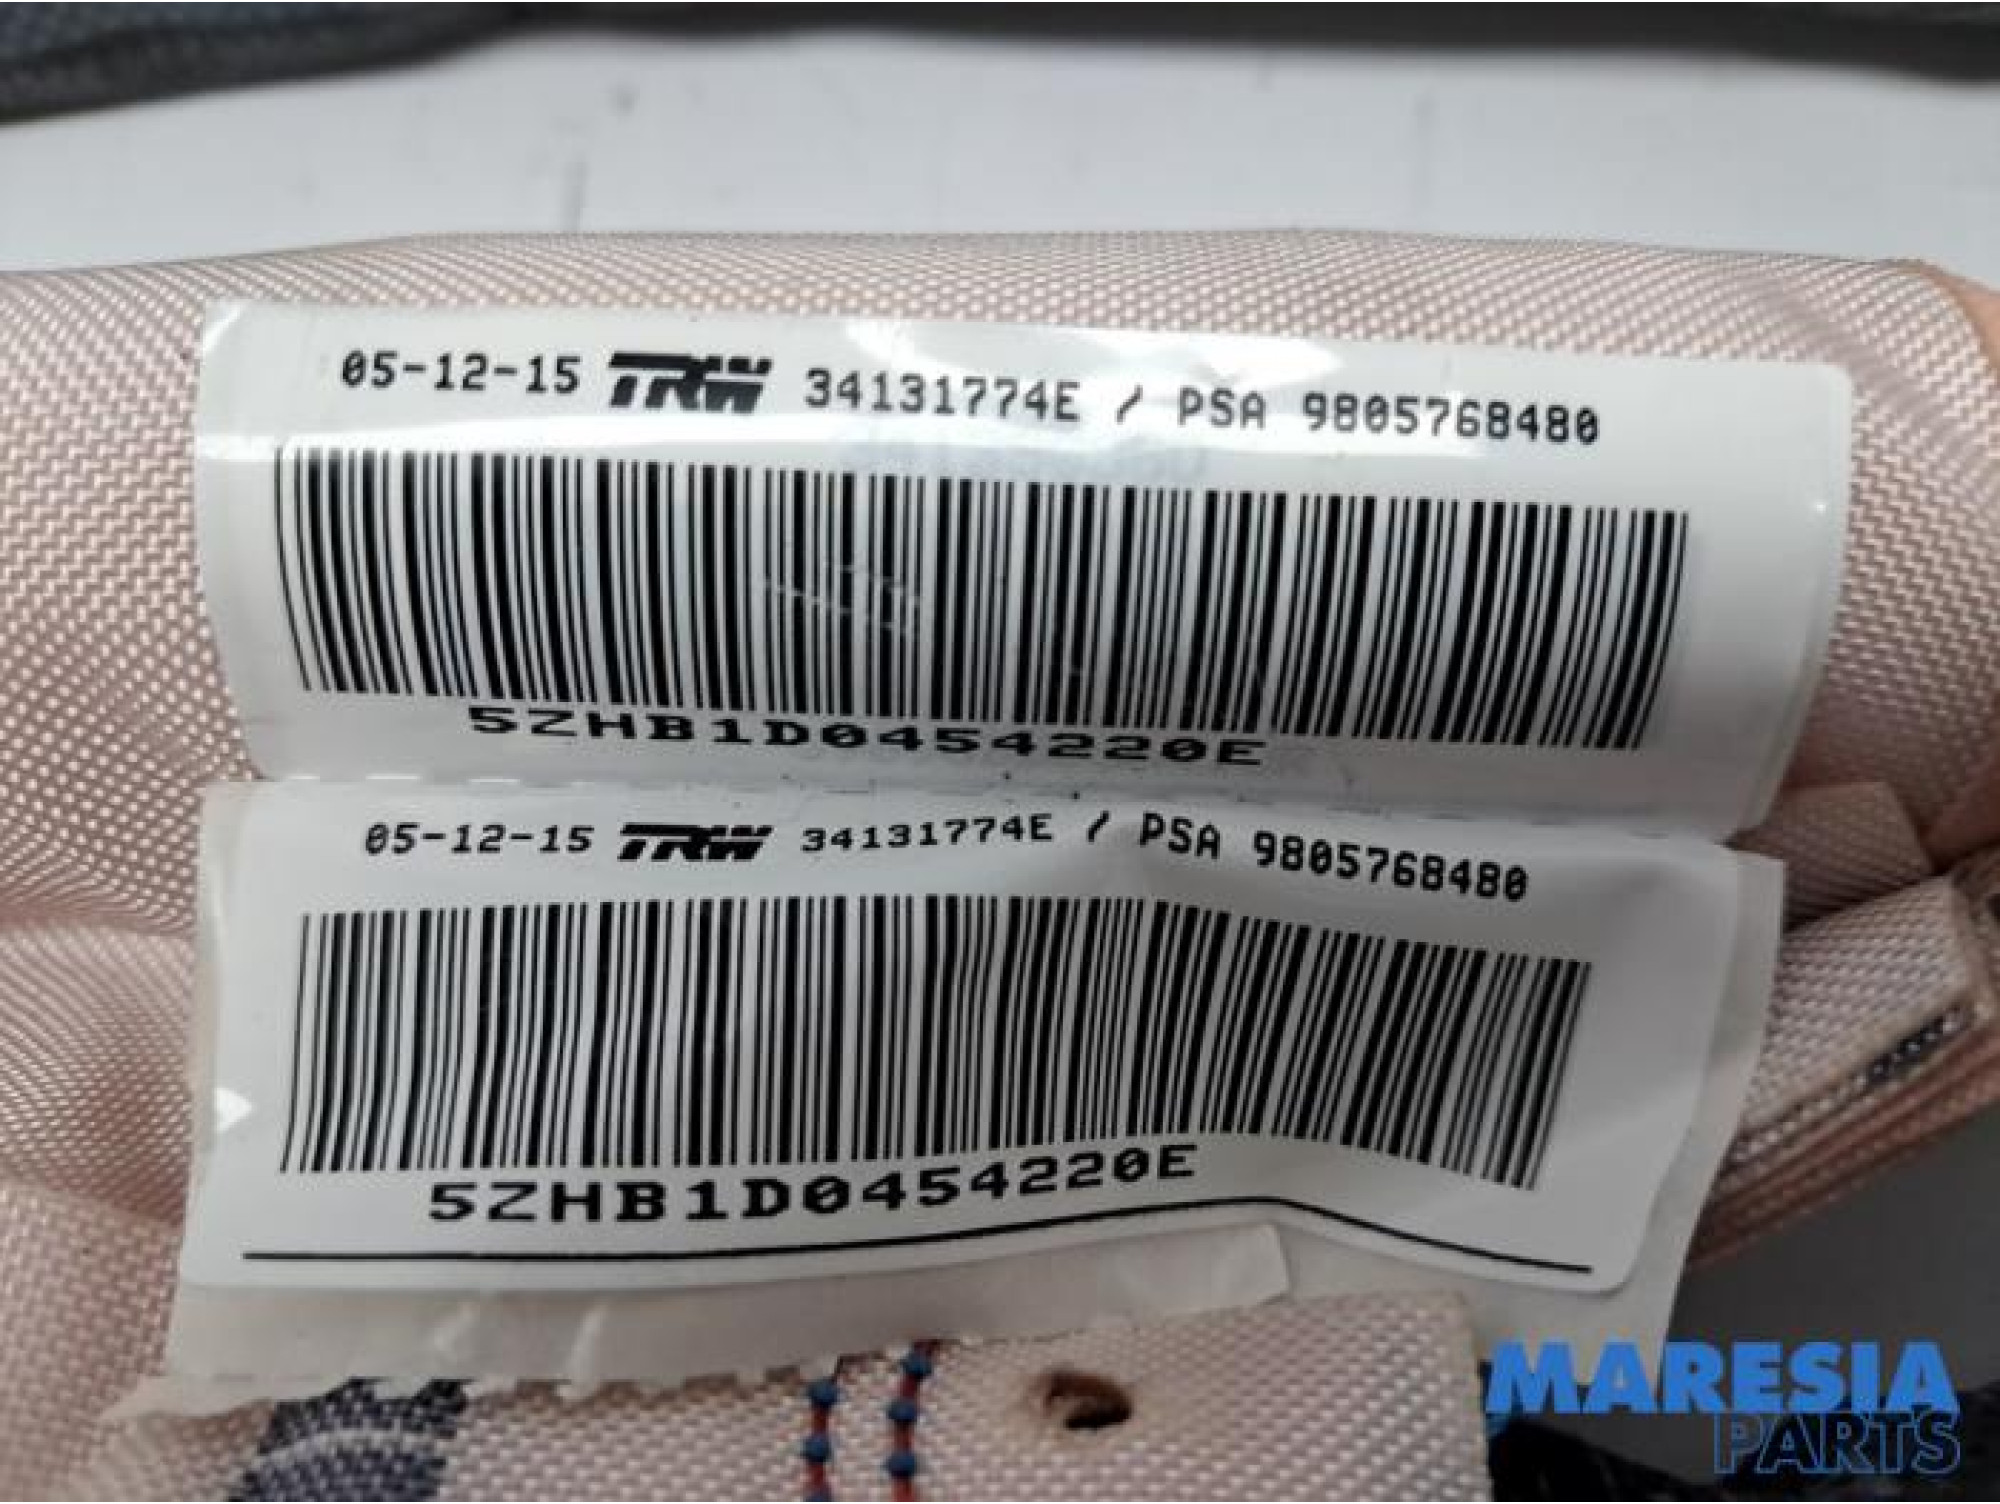 05-12-15 TRW 34131774E / PSA 9805768480
5ZHB1D0454220E
05-12-15 TRW 34131774E / PSA 9805768480
5ZHB1D0454220E
MARESIA
PARTS